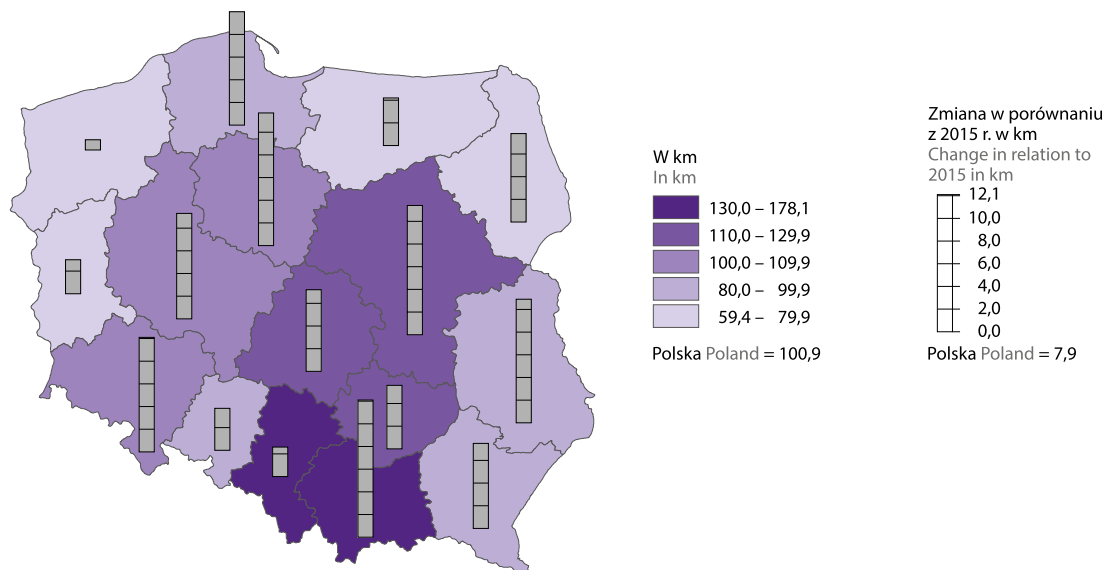 W km
In km
130,0 – 178,1
110,0 – 129,9
100,0 – 109,9
80,0 – 99,9
59,4 – 79,9
Polska Poland = 100,9
Zmiana w porównaniu
z 2015 r. w km
Change in relation to
2015 in km
12,1
10,0
8,0
6,0
4,0
2,0
0,0
Polska Poland = 7,9